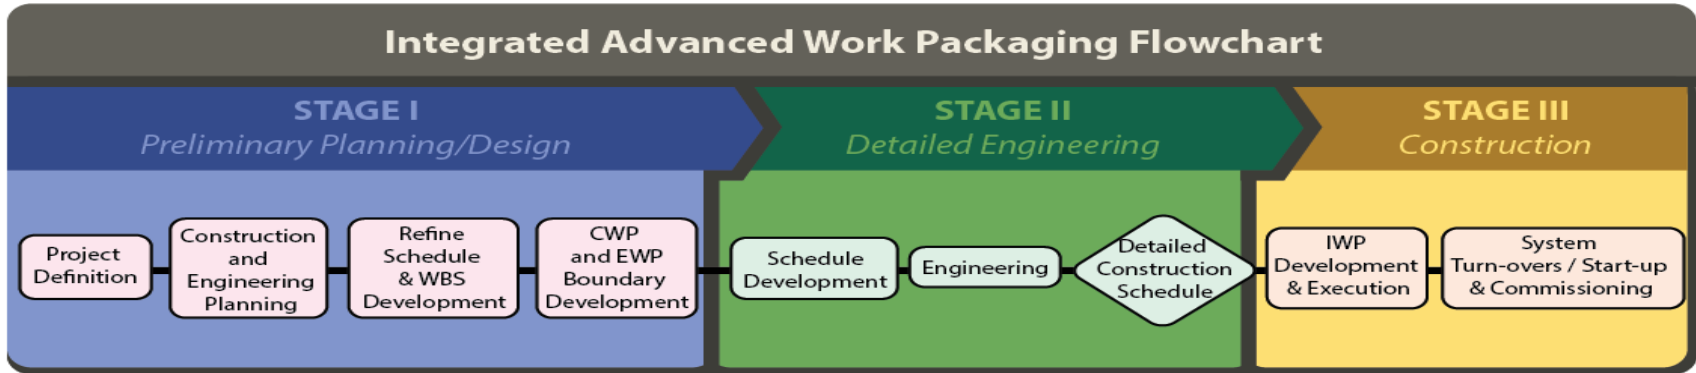 Integrated Advanced Work Packaging Flowchart
STAGE I
Preliminary Planning/Design
STAGE II
Detailed Engineering
STAGE III
Construction
Project
Definition
Construction
and
Engineering
Planning
Refine
Schedule
& WBS
Development
CWP
and EWP
Boundary
Development
Schedule
Development
Engineering
Detailed
Construction
Schedule
IWP
Development
& Execution
System
Turn-overs / Start-up
& Commissioning